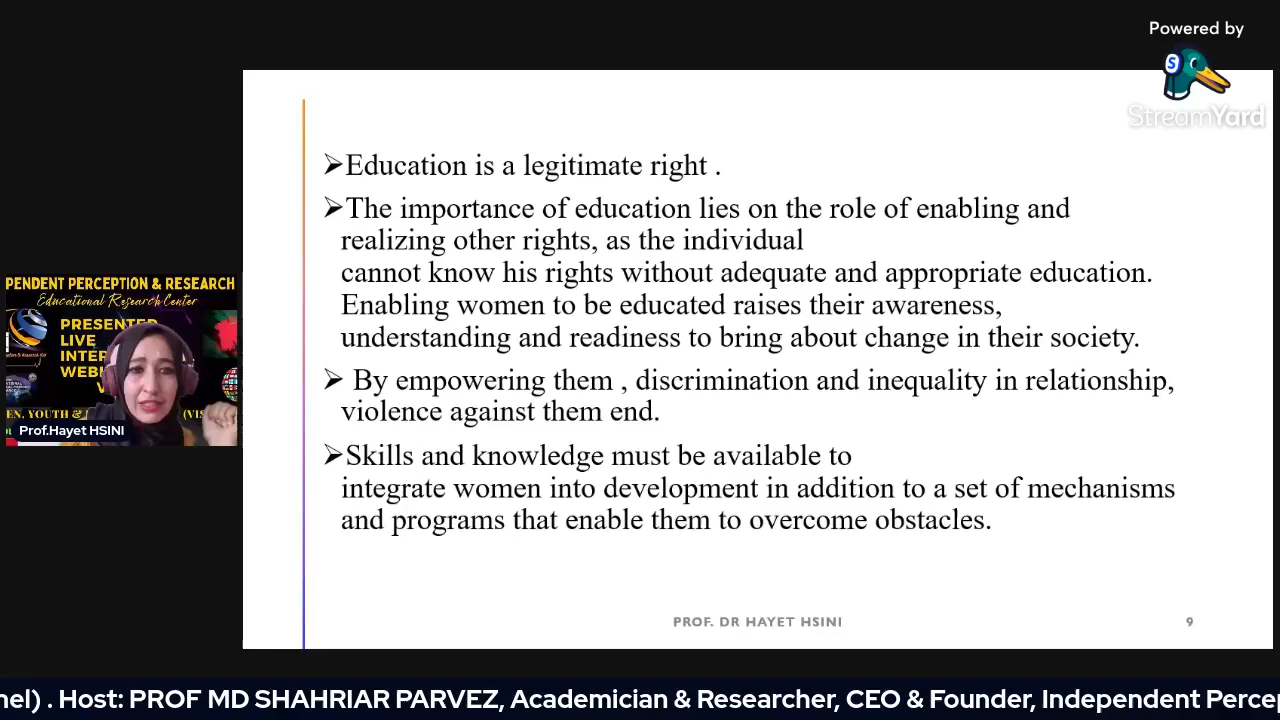 Powered by
StreamYard
➢Education is a legitimate right .
➢The importance of education lies on the role of enabling and
realizing other rights, as the individual
cannot know his rights without adequate and appropriate education.
Enabling women to be educated raises their awareness,
understanding and readiness to bring about change in their society.
➢ By empowering them , discrimination and inequality in relationship,
violence against them end.
➢Skills and knowledge must be available to
integrate women into development in addition to a set of mechanisms
and programs that enable them to overcome obstacles.
PROF. DR HAYET HSINI
9
PENDENT PERCEPTION & RESEARCH
Educational Research Center
PRESENTED
LIVE
INTER
WEB
EN, YOUTH &
(VIS
Prof.Hayet HSINI
nel) . Host: PROF MD SHAHRIAR PARVEZ, Academician & Researcher, CEO & Founder, Independent Percep